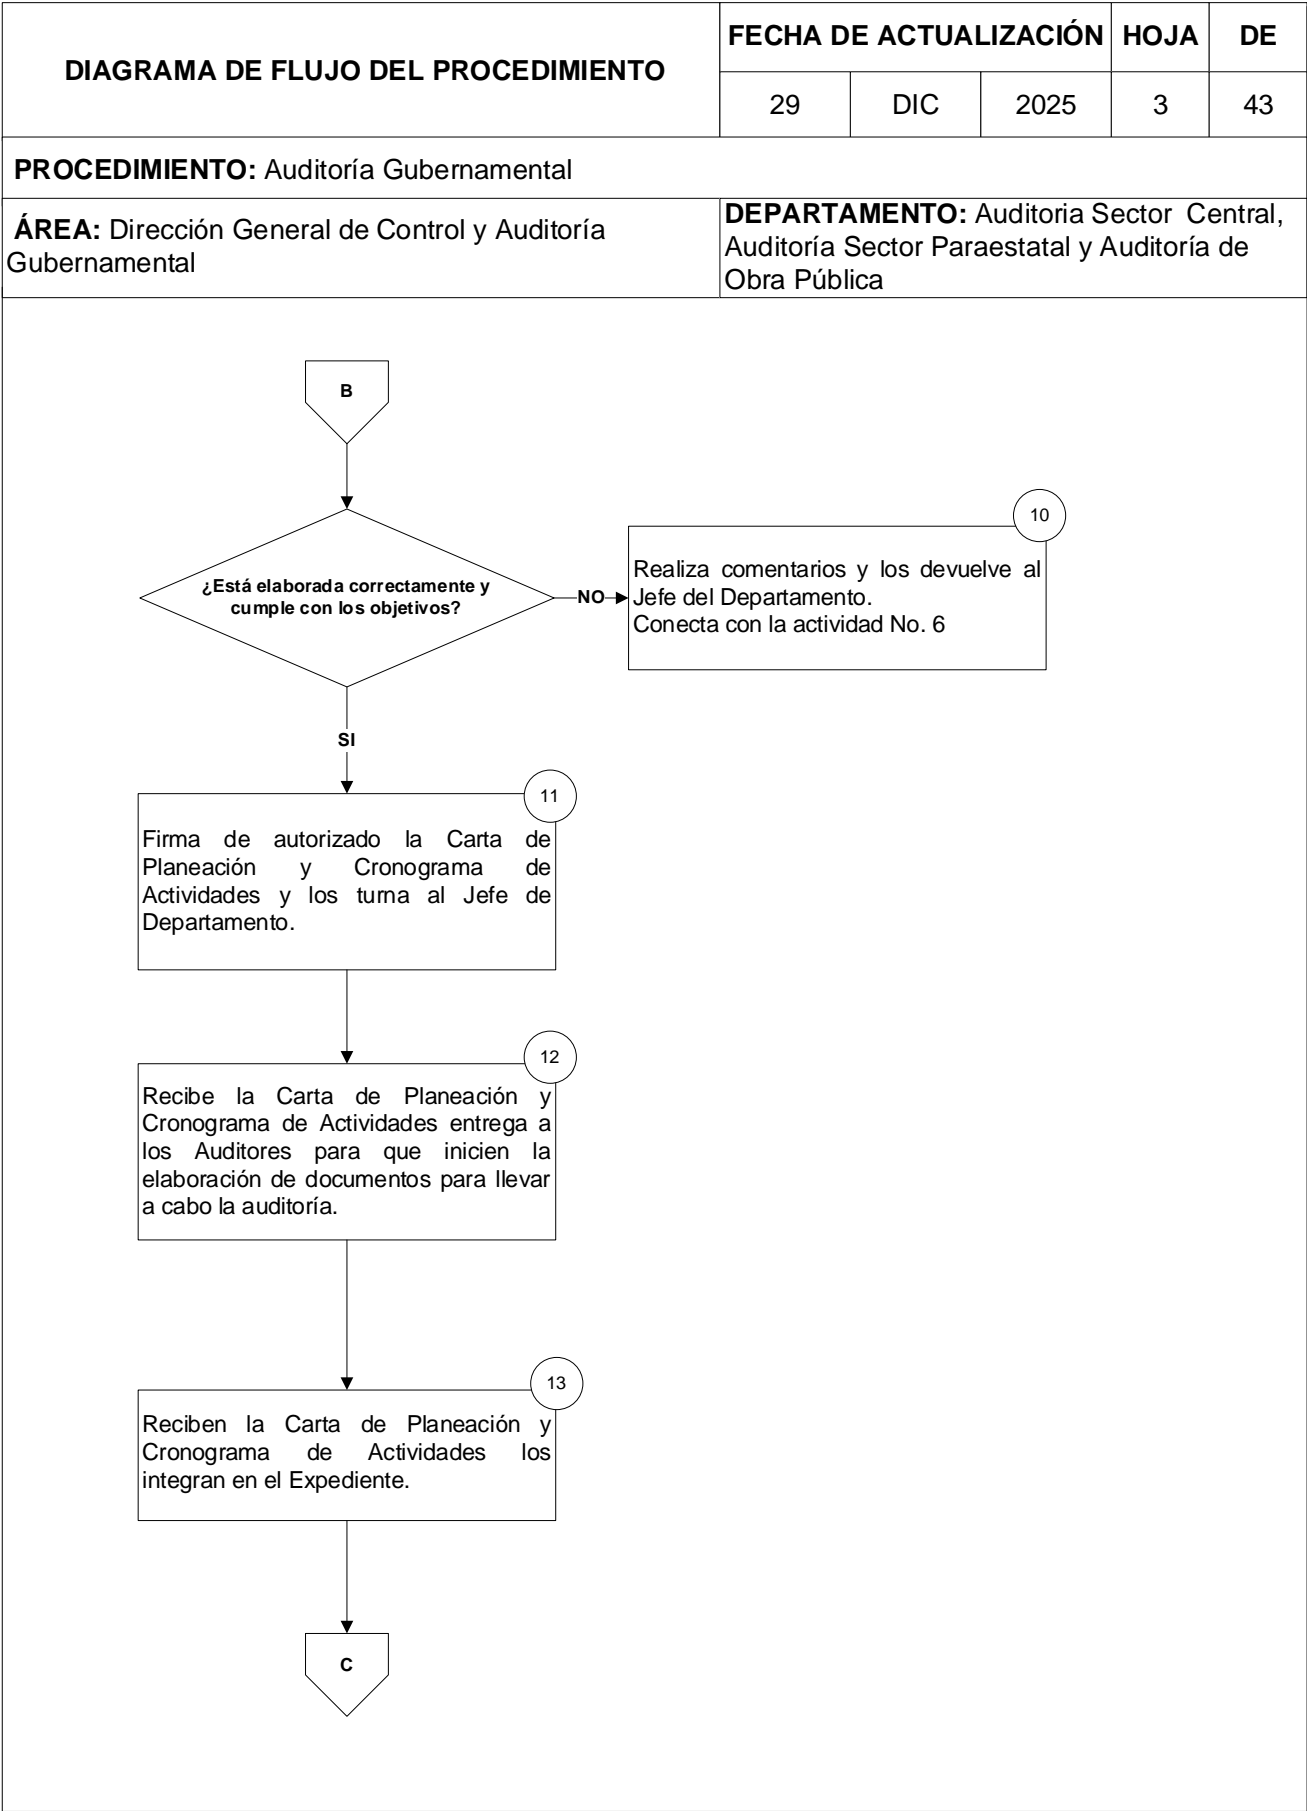 DIAGRAMA DE FLUJO DEL PROCEDIMIENTO
FECHA DE ACTUALIZACIÓN HOJA DE
29 DIC 2025 3 43
PROCEDIMIENTO: Auditoría Gubernamental
ÁREA: Dirección General de Control y Auditoría
Gubernamental
DEPARTAMENTO: Auditoria Sector Central,
Auditoría Sector Paraestatal y Auditoría de
Obra Pública
B
¿Está elaborada correctamente y
cumple con los objetivos?
NO
10
Realiza comentarios y los devuelve al
Jefe del Departamento.
Conecta con la actividad No. 6
SI
11
Firma de autorizado la Carta de
Planeación y Cronograma de
Actividades y los turna al Jefe de
Departamento.
12
Recibe la Carta de Planeación y
Cronograma de Actividades entrega a
los Auditores para que inicien la
elaboración de documentos para llevar
a cabo la auditoría.
13
Reciben la Carta de Planeación y
Cronograma de Actividades los
integran en el Expediente.
C